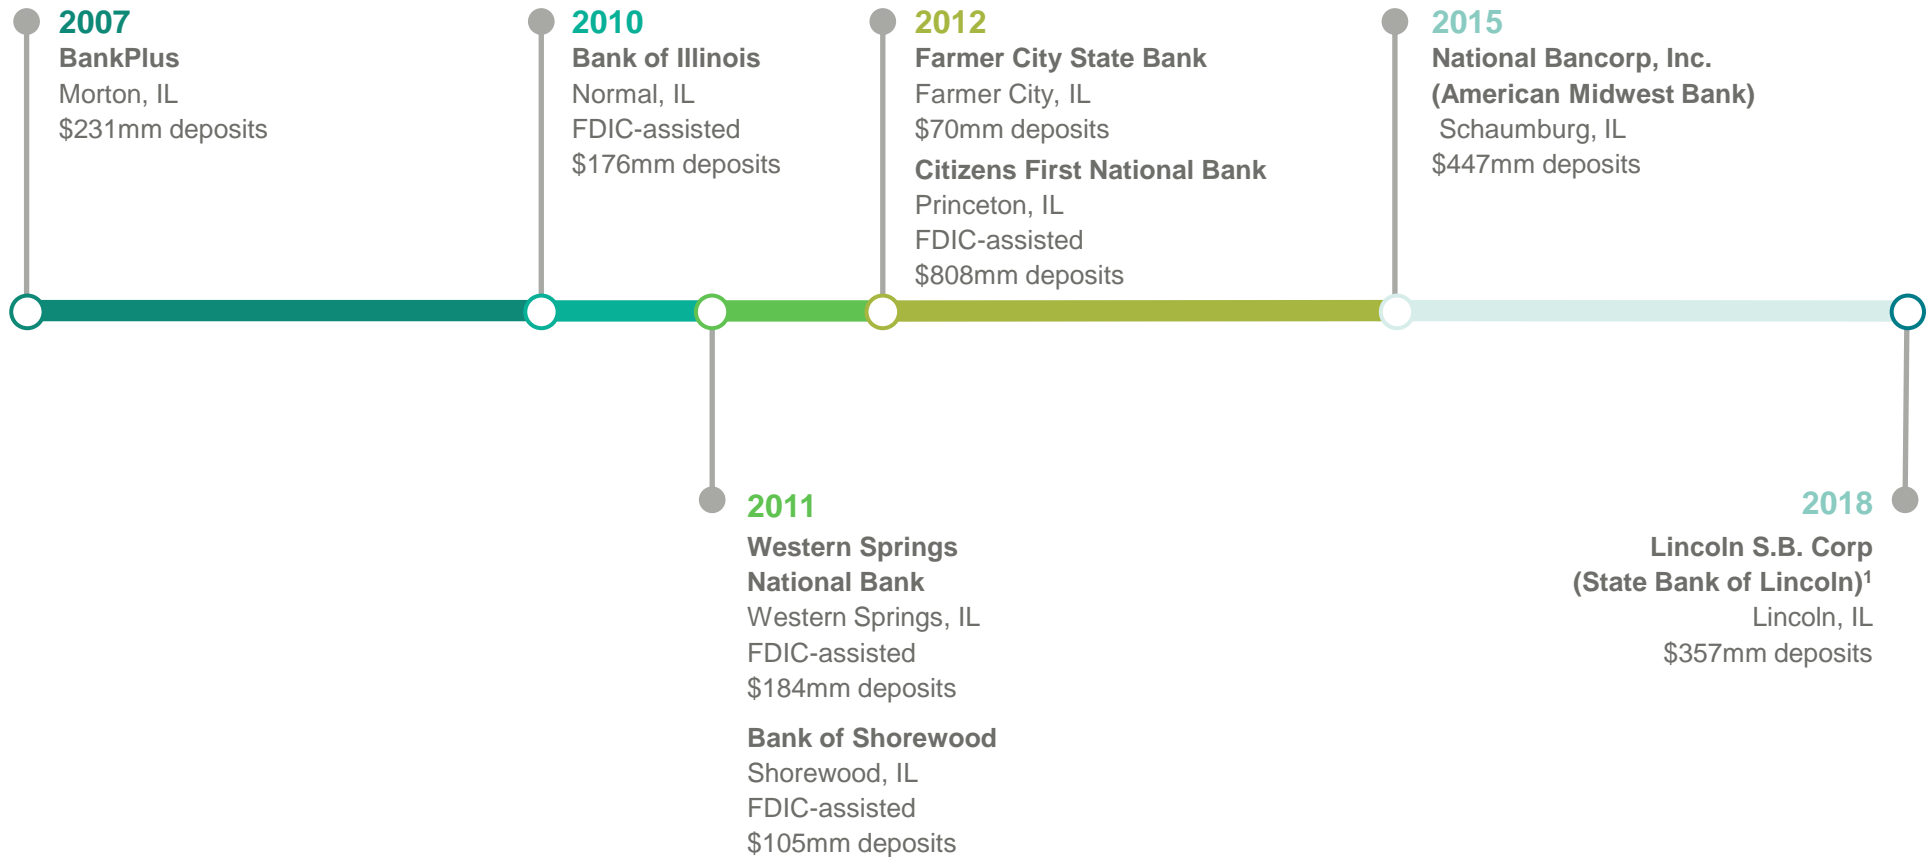 2007
BankPlus
Morton, IL
$231mm deposits
2010
Bank of Illinois
Normal, IL
FDIC-assisted
$176mm deposits
2012
Farmer City State Bank
Farmer City, IL
$70mm deposits
Citizens First National Bank
Princeton, IL
FDIC-assisted
$808mm deposits
2015
National Bancorp, Inc.
(American Midwest Bank)
Schaumburg, IL
$447mm deposits
2011
Western Springs
National Bank
Western Springs, IL
FDIC-assisted
$184mm deposits
Bank of Shorewood
Shorewood, IL
FDIC-assisted
$105mm deposits
2018
Lincoln S.B. Corp
(State Bank of Lincoln)¹
Lincoln, IL
$357mm deposits